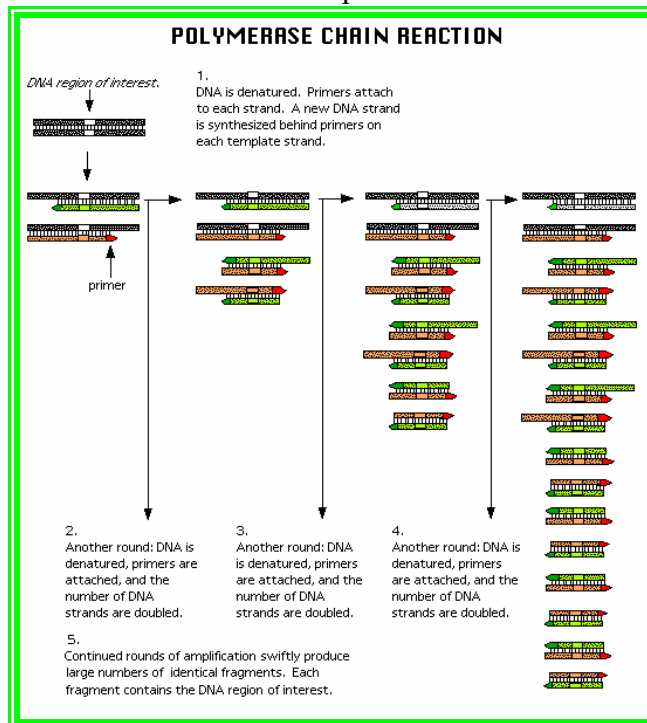 POLYMERASE CHAIN REACTION
DNA region of interest.
1.
DNA is denatured. Primers attach
to each strand. A new DNA strand
is synthesized behind primers on
each template strand.
primer
2.
Another round: DNA is
denatured, primers are
attached, and the
number of DNA
strands are doubled.
3.
Another round: DNA
is denatured, primers
are attached, and the
number of DNA
strands are doubled.
4.
Another round: DNA is
denatured, primers
are attached, and the
number of DNA
strands are doubled.
5.
Continued rounds of amplification swiftly produce
large numbers of identical fragments. Each
fragment contains the DNA region of interest.